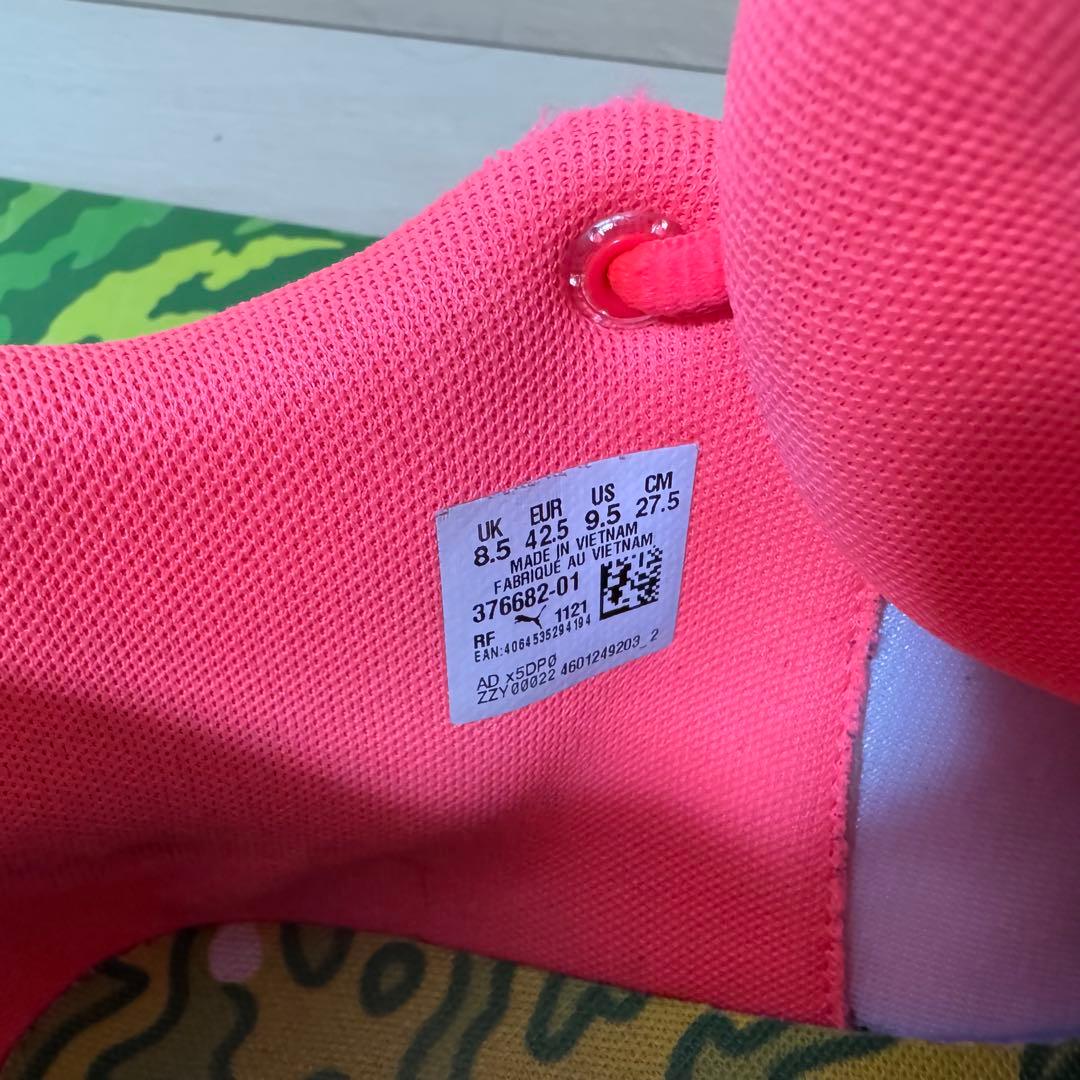 UK EUR US CM
8.5 42.5 9.5 27.5
MADE IN VIETNAM
FABRIQUÉ AU VIETNAM
376682-01
RF 1121
EAN:4064535294194
AD x5DP0
ZZY00022 4601249203_2